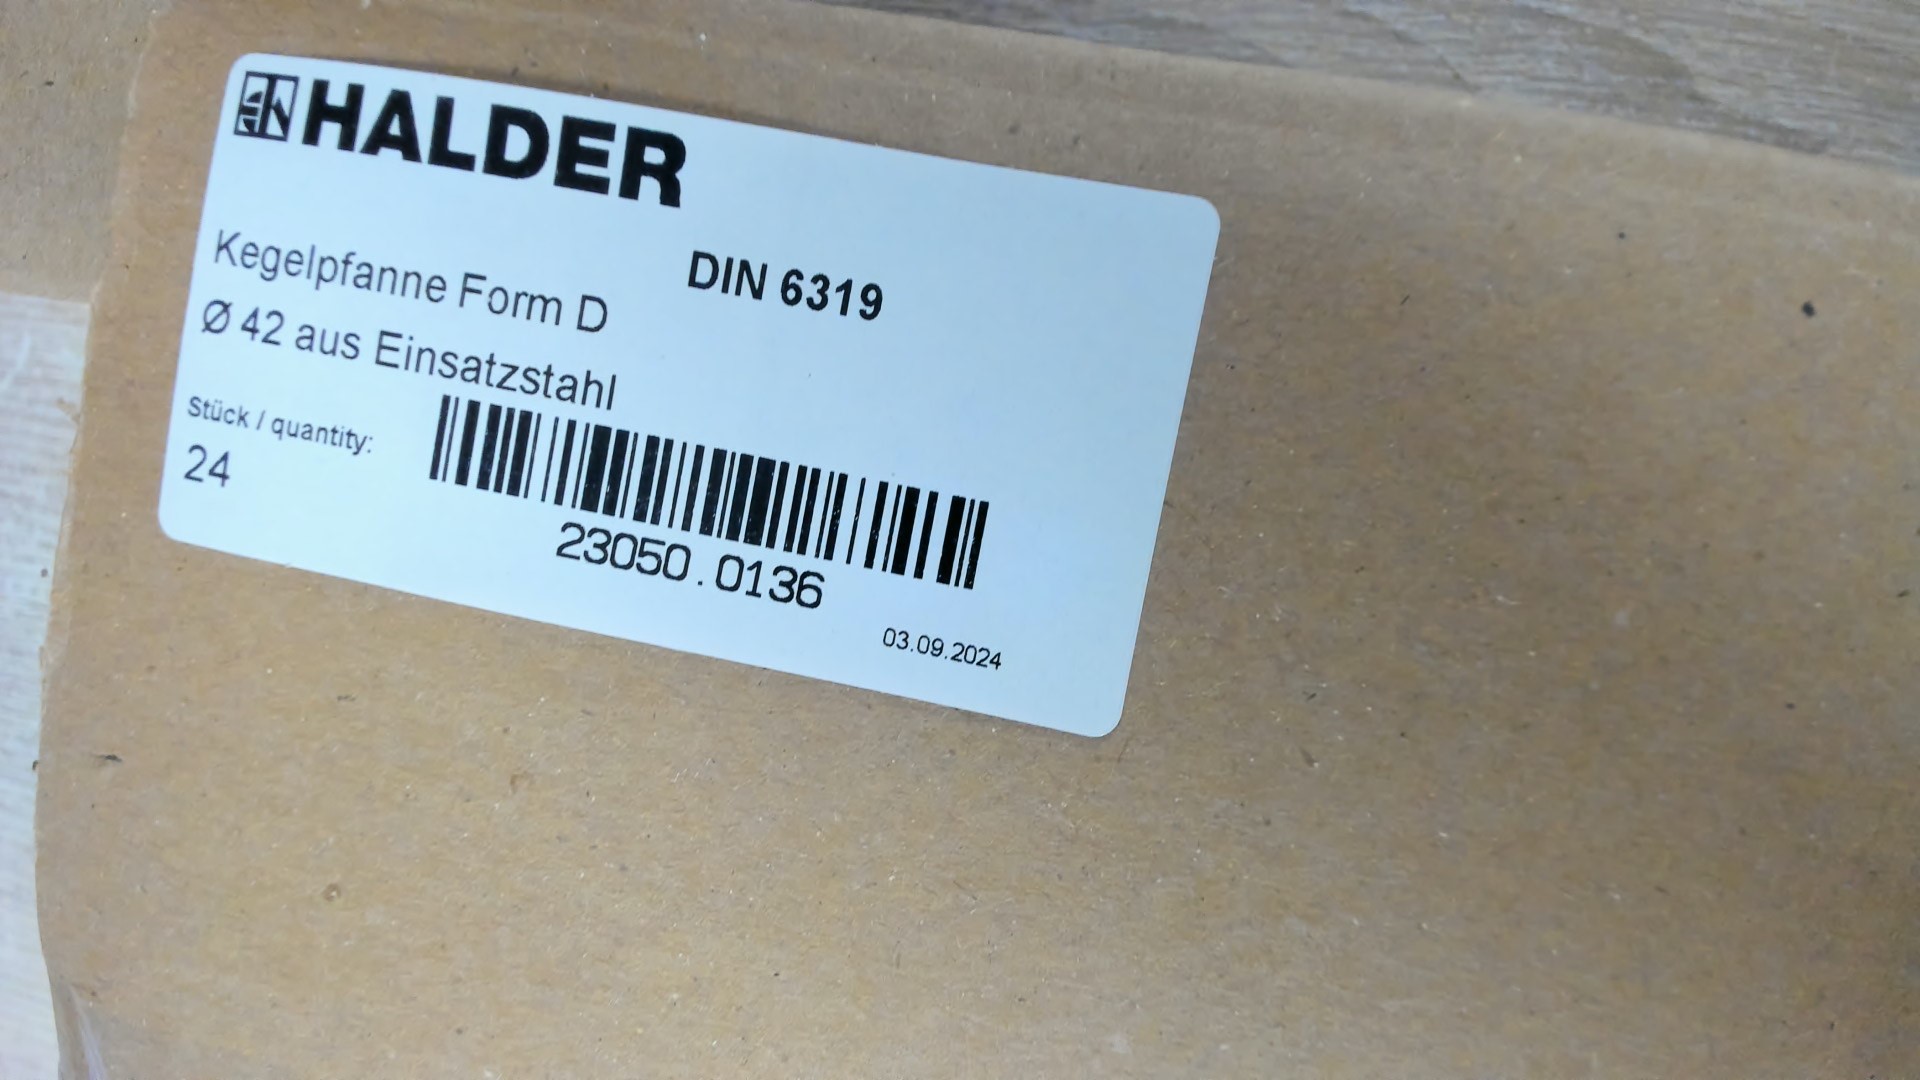 HALDER
Kegelpfanne Form D
DIN 6319
Ø 42 aus Einsatzstahl
Stück / quantity:
24
23050.0136
03.09.2024